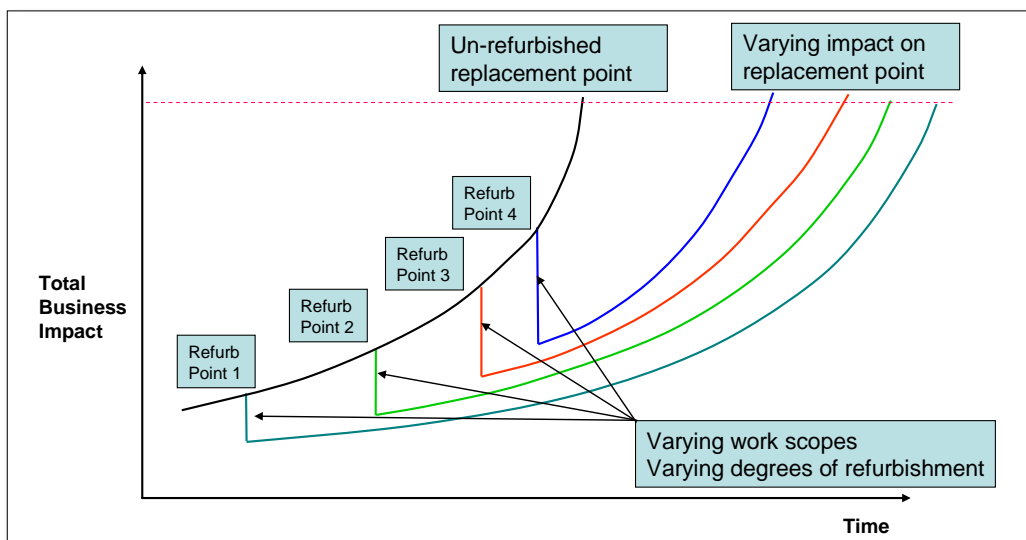 Un-refurbished
replacement point
Varying impact on
replacement point
Refurb
Point 4
Refurb
Point 3
Total
Business
Impact
Refurb
Point 2
Refurb
Point 1
Varying work scopes
Varying degrees of refurbishment
Time